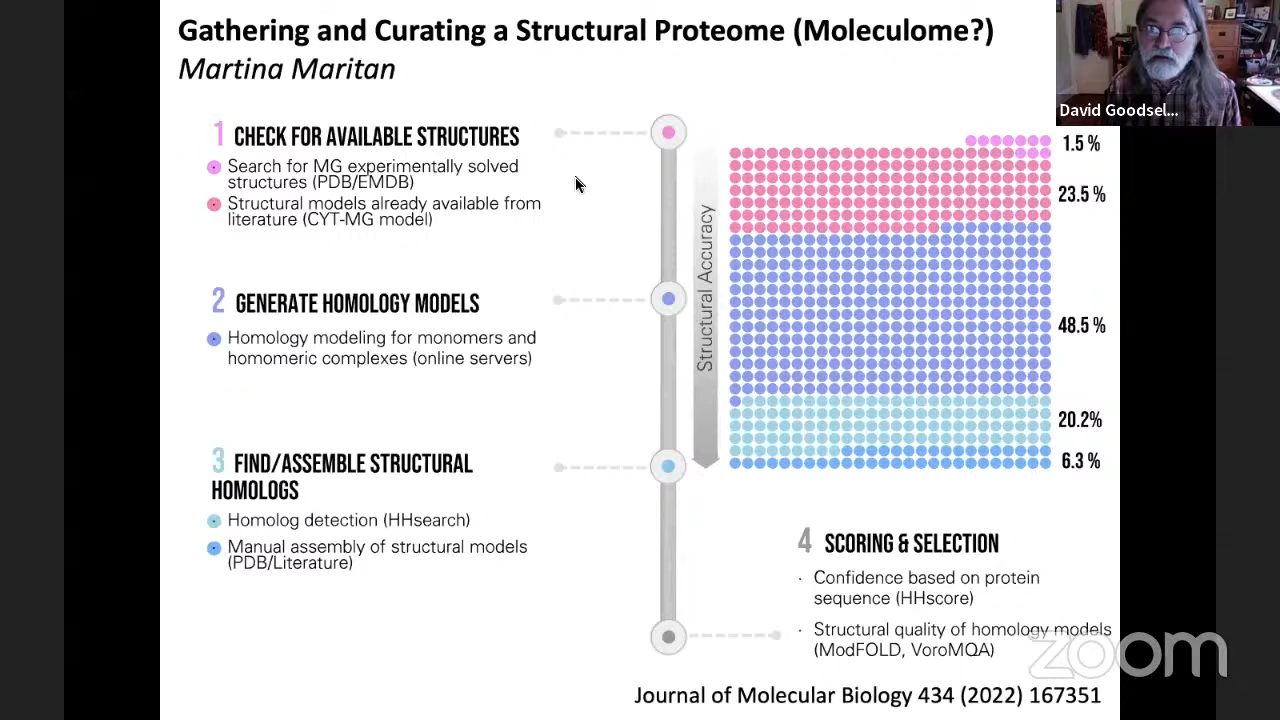 Gathering and Curating a Structural Proteome (Moleculome?)
Martina Maritan
David Goodsel...
1 CHECK FOR AVAILABLE STRUCTURES
Search for MG experimentally solved
structures (PDB/EMDB)
Structural models already available from
literature (CYT-MG model)
2 GENERATE HOMOLOGY MODELS
Homology modeling for monomers and
homomeric complexes (online servers)
3 FIND/ASSEMBLE STRUCTURAL
HOMOLOGS
Homolog detection (HHsearch)
Manual assembly of structural models
(PDB/Literature)
Structural Accuracy
1.5 %
23.5 %
48.5 %
20.2%
6.3 %
4 SCORING & SELECTION
· Confidence based on protein
sequence (HHscore)
· Structural quality of homology models
(ModFOLD, VoroMQA)
zoom
Journal of Molecular Biology 434 (2022) 167351